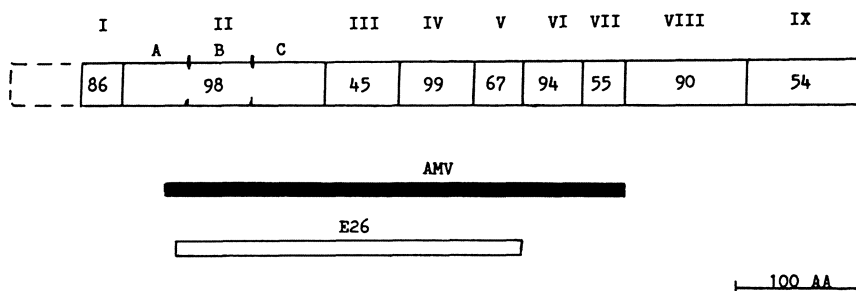 I II III IV V VI VII VIII IX
A B C
86 98 45 99 67 94 55 90 54
AMV
E26
100 AA